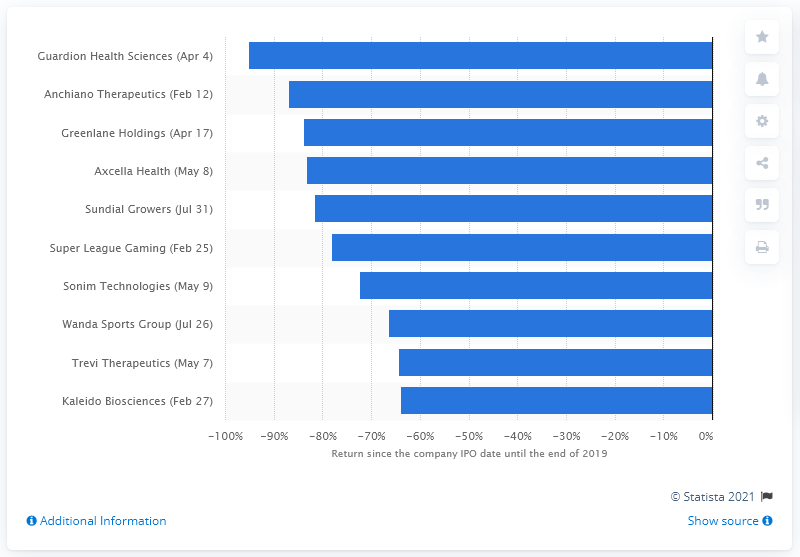 Guardion Health Sciences (Apr 4)
Anchiano Therapeutics (Feb 12)
Greenlane Holdings (Apr 17)
Axcella Health (May 8)
Sundial Growers (Jul 31)
Super League Gaming (Feb 25)
Sonim Technologies (May 9)
Wanda Sports Group (Jul 26)
Trevi Therapeutics (May 7)
Kaleido Biosciences (Feb 27)
-100% -90% -80% -70% -60% -50% -40% -30% -20% -10% 0%
Return since the company IPO date until the end of 2019
© Statista 2021
Additional Information Show source